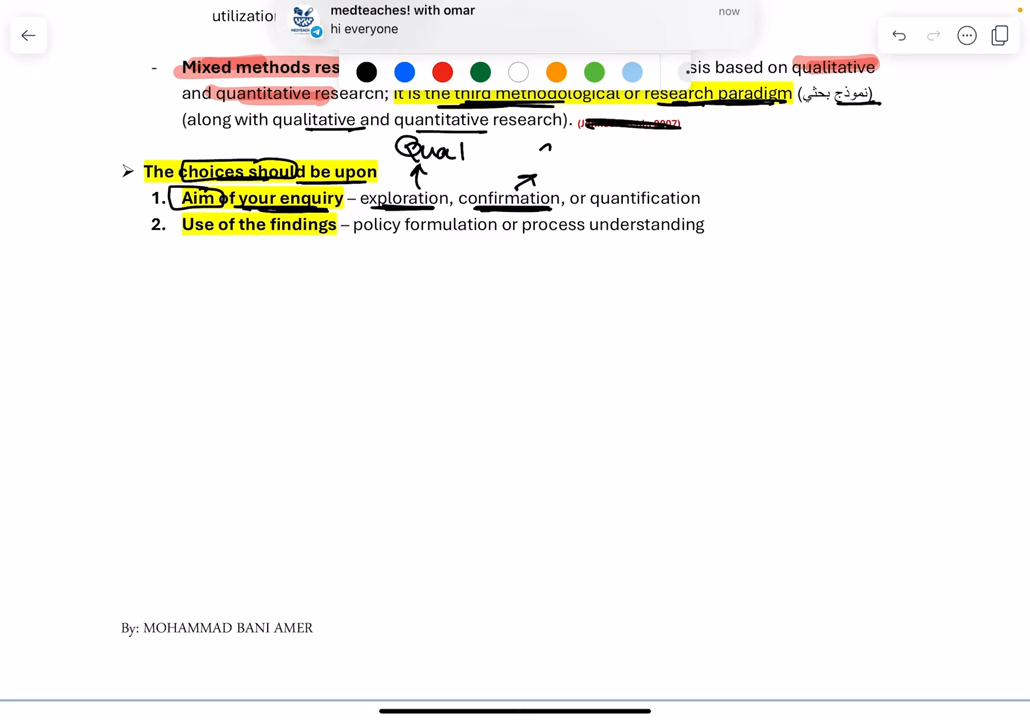 utilization
medteaches! with omar
now
hi everyone
MEDTEACH
- Mixed methods res sis based on qualitative
and quantitative research; it is the third methodological or research paradigm (نموذج بحثي)
(along with qualitative and quantitative research). 2007)
Qual
➢ The choices should be upon
1. Aim of your enquiry – exploration, confirmation, or quantification
2. Use of the findings – policy formulation or process understanding
By: MOHAMMAD BANI AMER